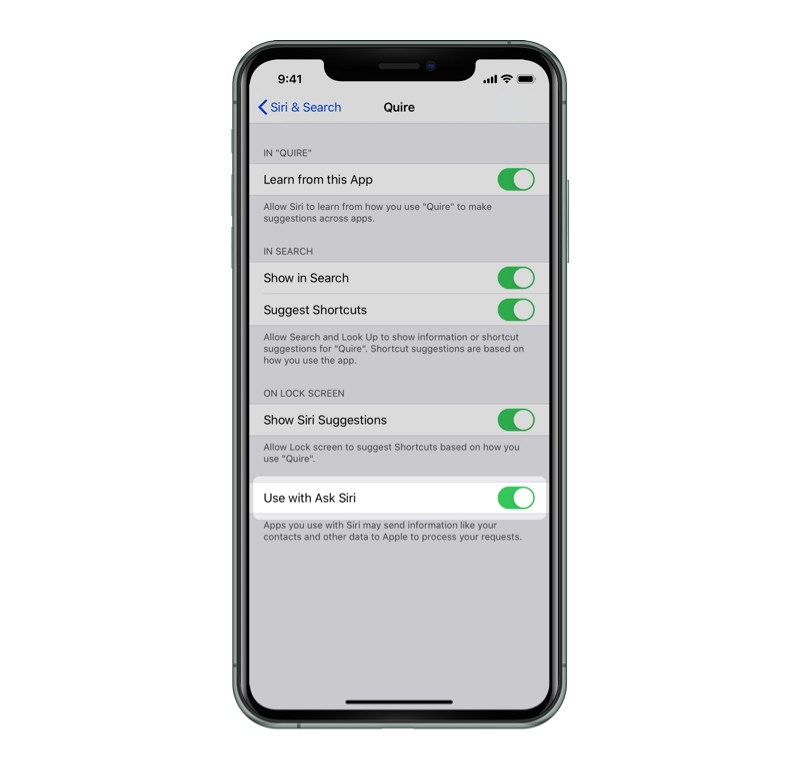 9:41
Siri & Search
Quire
IN "QUIRE"
Learn from this App
Allow Siri to learn from how you use "Quire" to make
suggestions across apps.
IN SEARCH
Show in Search
Suggest Shortcuts
Allow Search and Look Up to show information or shortcut
suggestions for "Quire". Shortcut suggestions are based on
how you use the app.
ON LOCK SCREEN
Show Siri Suggestions
Allow Lock screen to suggest Shortcuts based on how you
use "Quire".
Use with Ask Siri
Apps you use with Siri may send information like your
contacts and other data to Apple to process your requests.